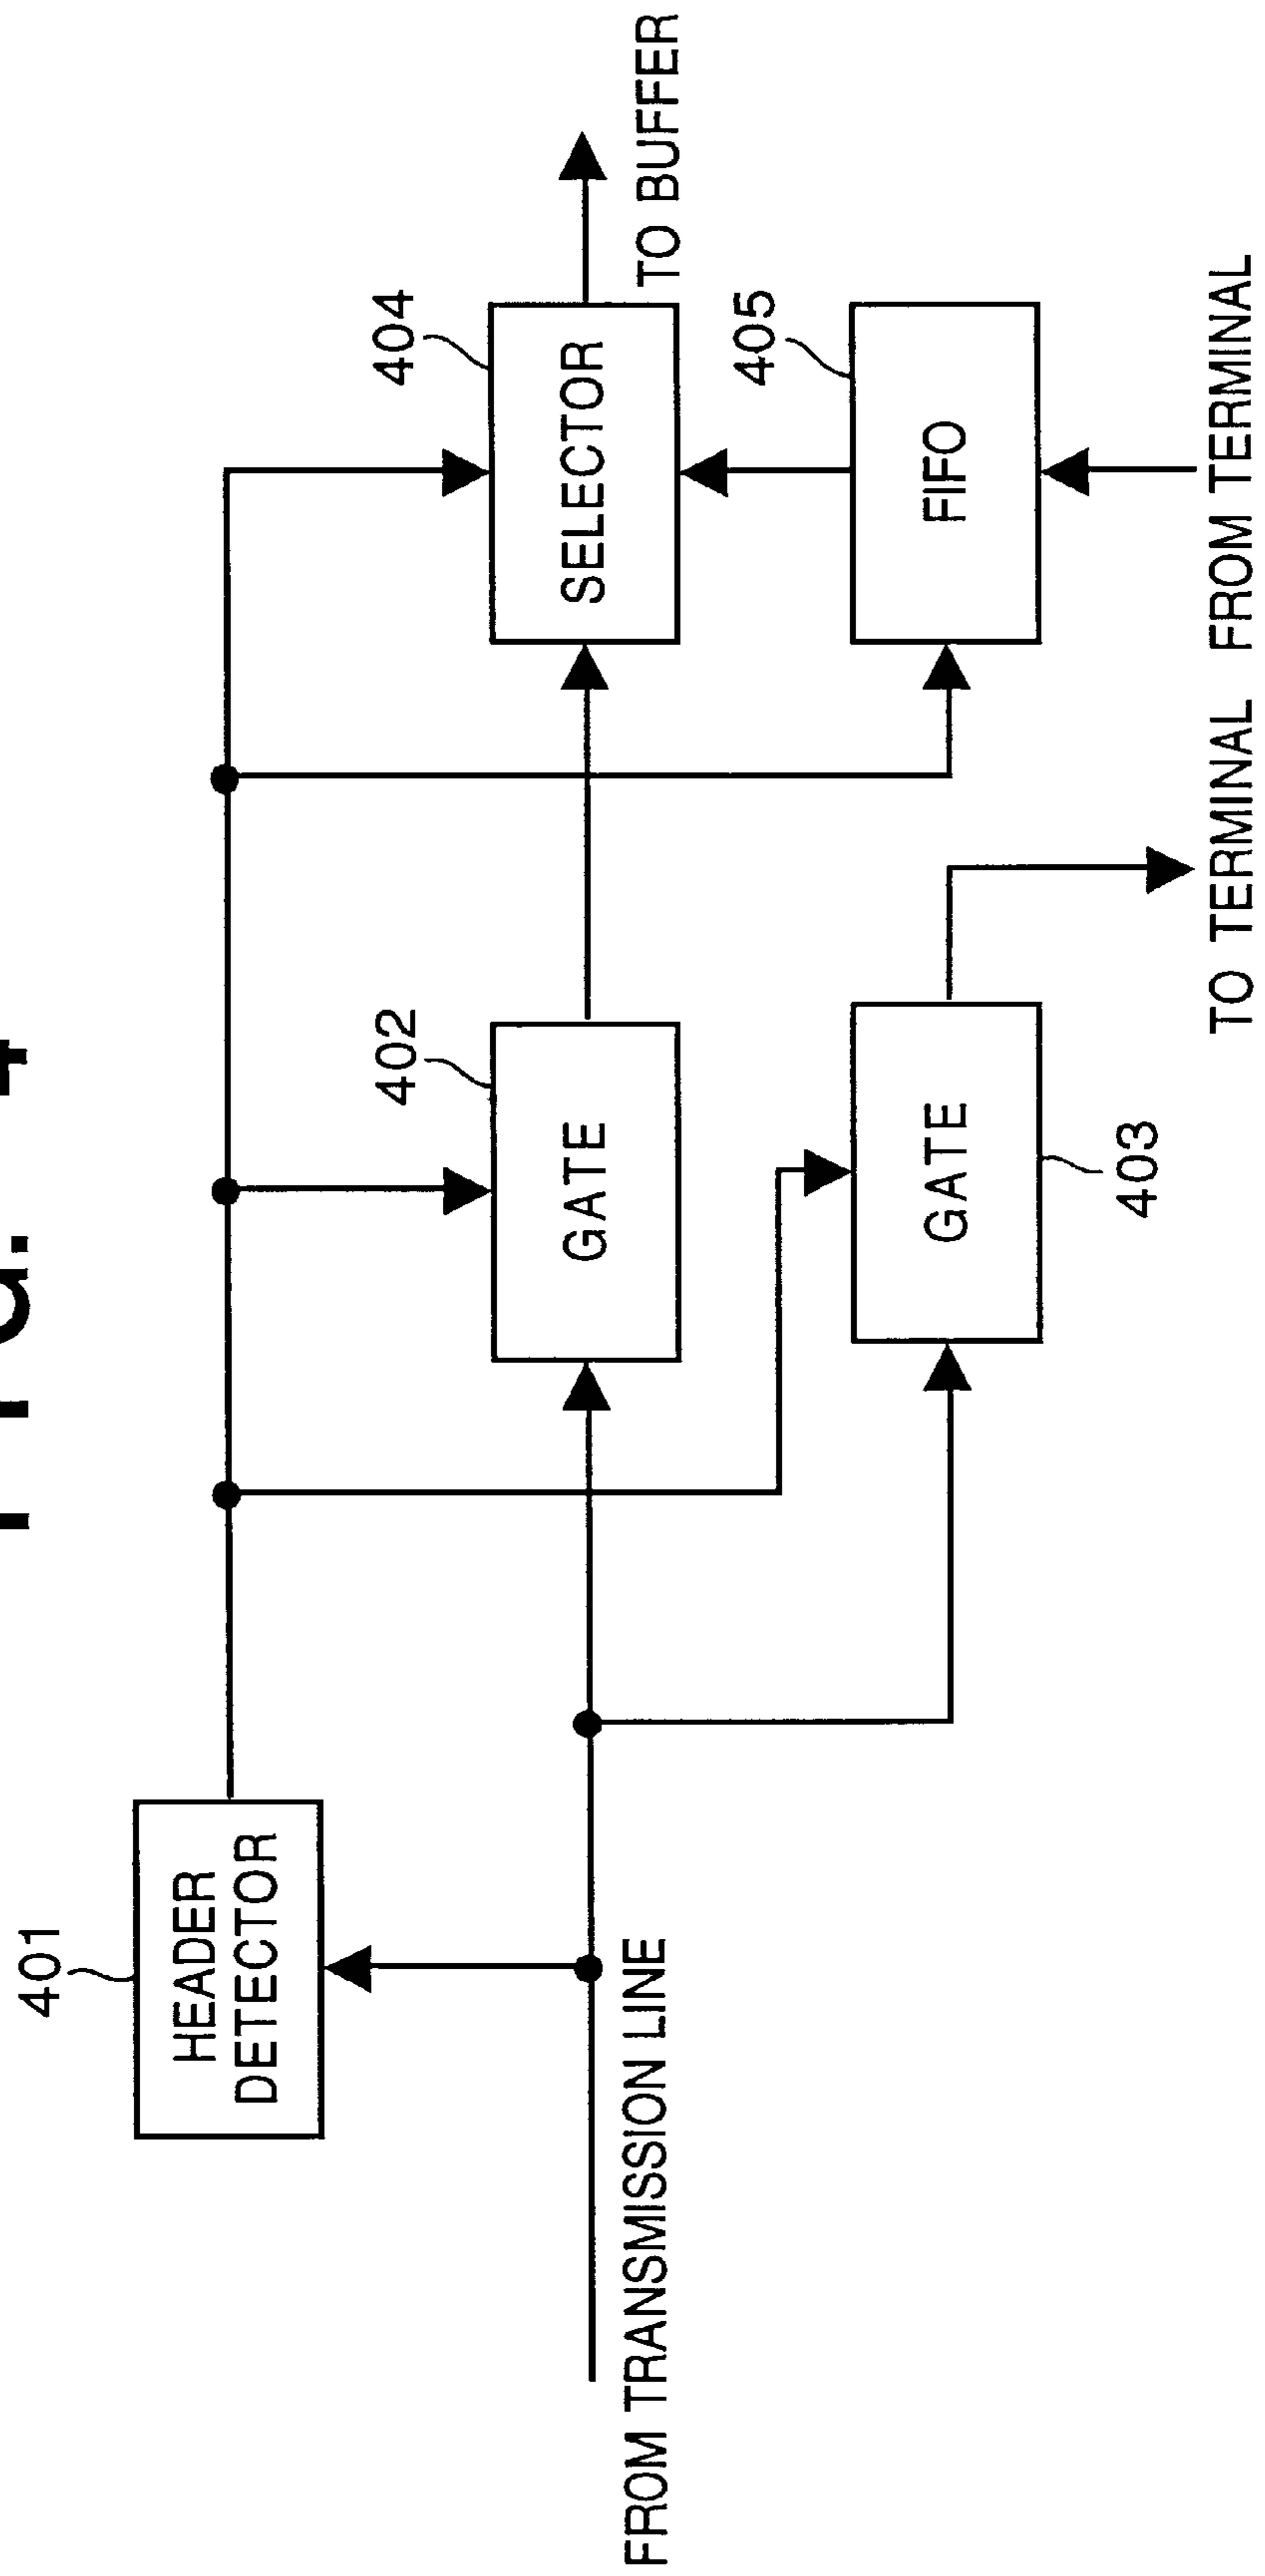 401
HEADER
DETECTOR
402
GATE
404
SELECTOR
TO BUFFER
FROM TRANSMISSION LINE
GATE
403
405
FIFO
TO TERMINAL
FROM TERMINAL